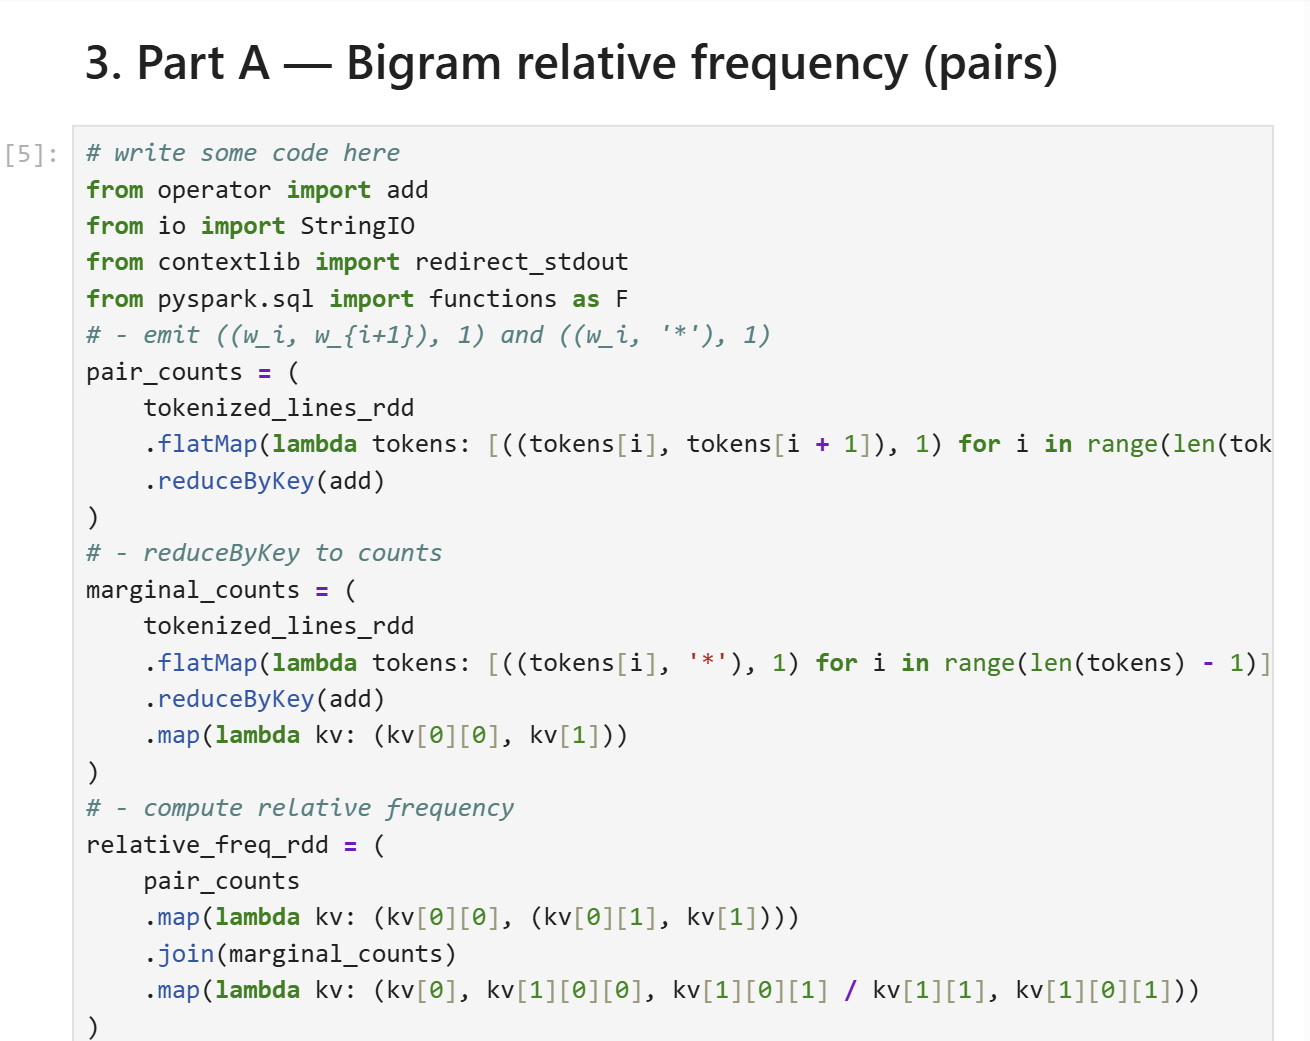 3. Part A — Bigram relative frequency (pairs)
[5]:
# write some code here
from operator import add
from io import StringIO
from contextlib import redirect_stdout
from pyspark.sql import functions as F
# - emit ((w_i, w_{i+1}), 1) and ((w_i, '*'), 1)
pair_counts = (
    tokenized_lines_rdd
    .flatMap(lambda tokens: [((tokens[i], tokens[i + 1]), 1) for i in range(len(tok
    .reduceByKey(add)
)
# - reduceByKey to counts
marginal_counts = (
    tokenized_lines_rdd
    .flatMap(lambda tokens: [((tokens[i], '*'), 1) for i in range(len(tokens) - 1)]
    .reduceByKey(add)
    .map(lambda kv: (kv[0][0], kv[1]))
)
# - compute relative frequency
relative_freq_rdd = (
    pair_counts
    .map(lambda kv: (kv[0][0], (kv[0][1], kv[1])))
    .join(marginal_counts)
    .map(lambda kv: (kv[0], kv[1][0][0], kv[1][0][1] / kv[1][1], kv[1][0][1]))
)